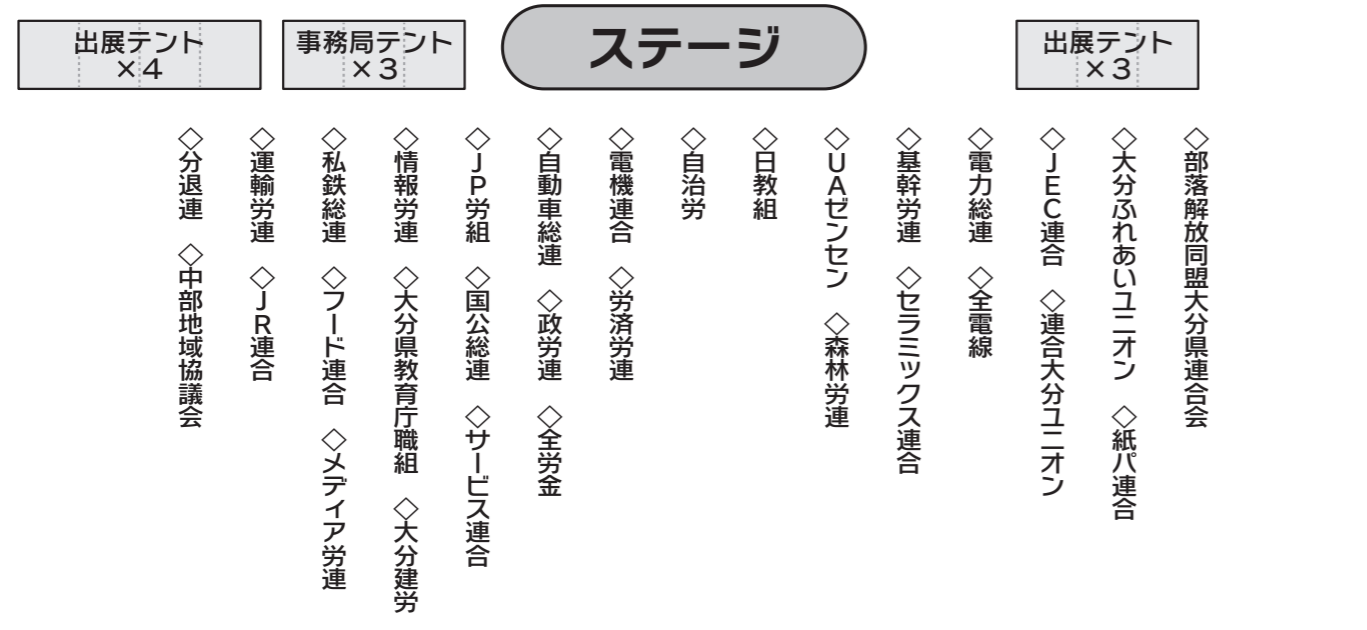 出展テント
×4
事務局テント
×3
ステージ
出展テント
×3
◇部落解放同盟大分県連合会
◇大分ふれあいユニオン ◇紙パ連合
◇JEC連合 ◇連合大分ユニオン
◇電力総連 ◇全電線
◇基幹労連 ◇セラミックス連合
◇UAゼンセン ◇森林労連
◇日教組
◇自治労
◇電機連合 ◇労済労連
◇自動車総連 ◇政労連 ◇全労金
◇JP労組 ◇国公総連 ◇サービス連合
◇情報労連 ◇大分県教育庁職組 ◇大分建労
◇私鉄総連 ◇フード連合 ◇メディア労連
◇運輸労連 ◇JR連合
◇分退連 ◇中部地域協議会